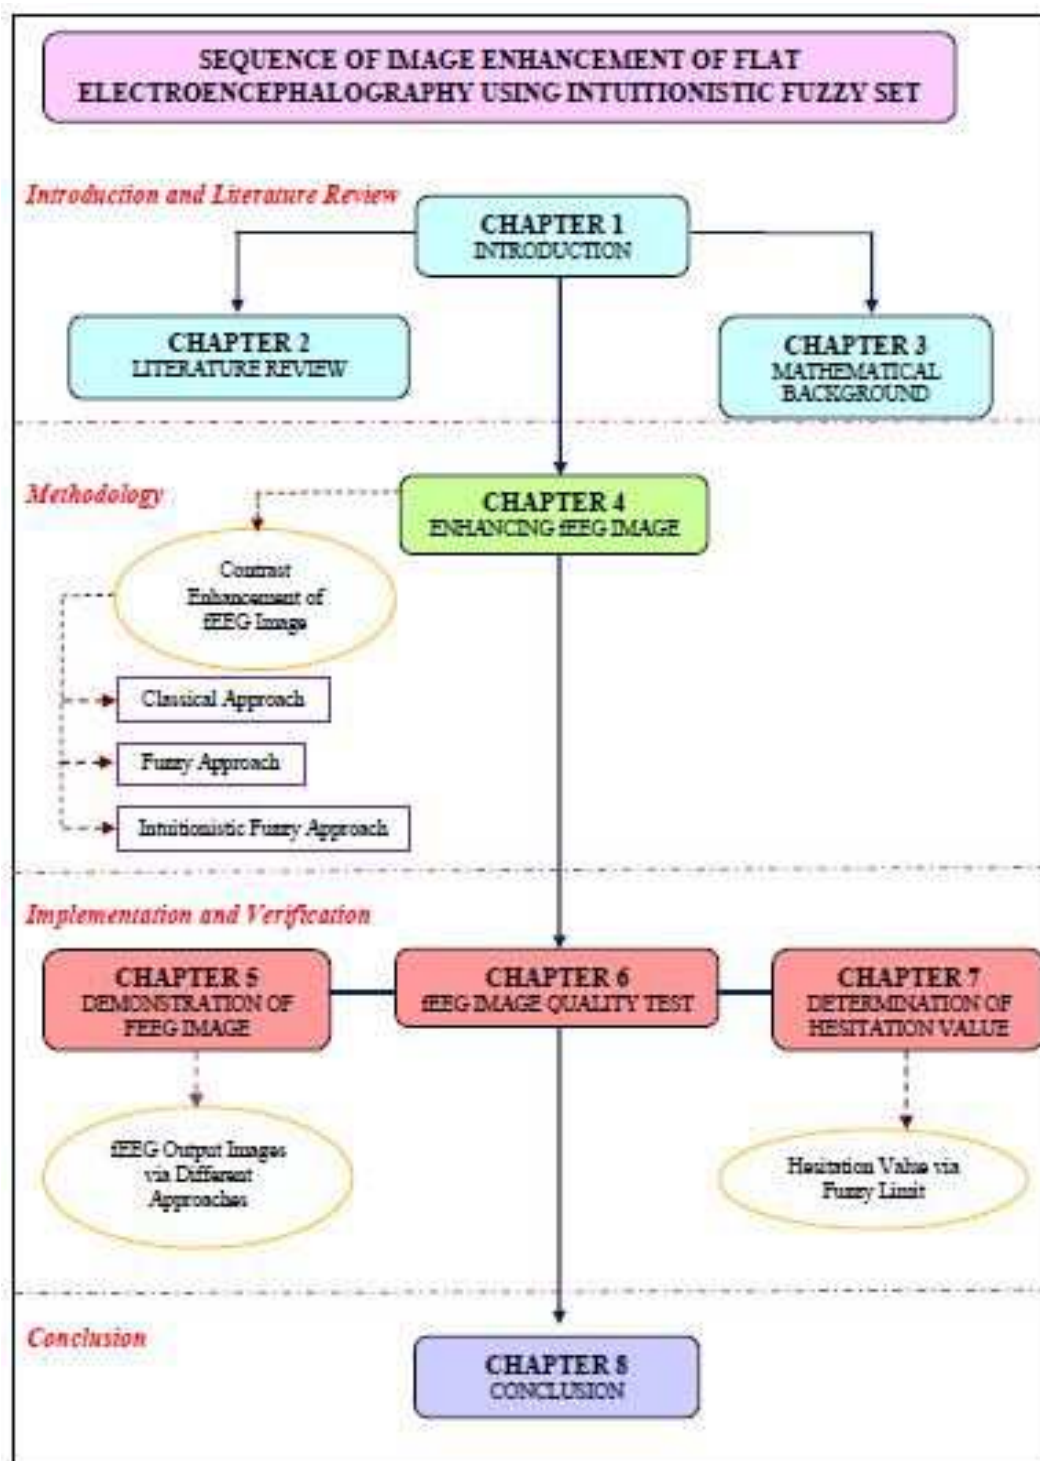 SEQUENCE OF IMAGE ENHANCEMENT OF FLAT
ELECTROENCEPHALOGRAPHY USING INTUITIONISTIC FUZZY SET
Introduction and Literature Review
CHAPTER 1
INTRODUCTION
CHAPTER 2
LITERATURE REVIEW
CHAPTER 3
MATHEMATICAL
BACKGROUND
Methodology
CHAPTER 4
ENHANCING fEEG IMAGE
Contrast
Enhancement of
fEEG Image
Classical Approach
Fuzzy Approach
Intuitionistic Fuzzy Approach
Implementation and Verification
CHAPTER 5
DEMONSTRATION OF
FEEG IMAGE
CHAPTER 6
fEEG IMAGE QUALITY TEST
CHAPTER 7
DETERMINATION OF
HESITATION VALUE
fEEG Output Images
via Different
Approaches
Hesitation Value via
Fuzzy Limit
Conclusion
CHAPTER 8
CONCLUSION